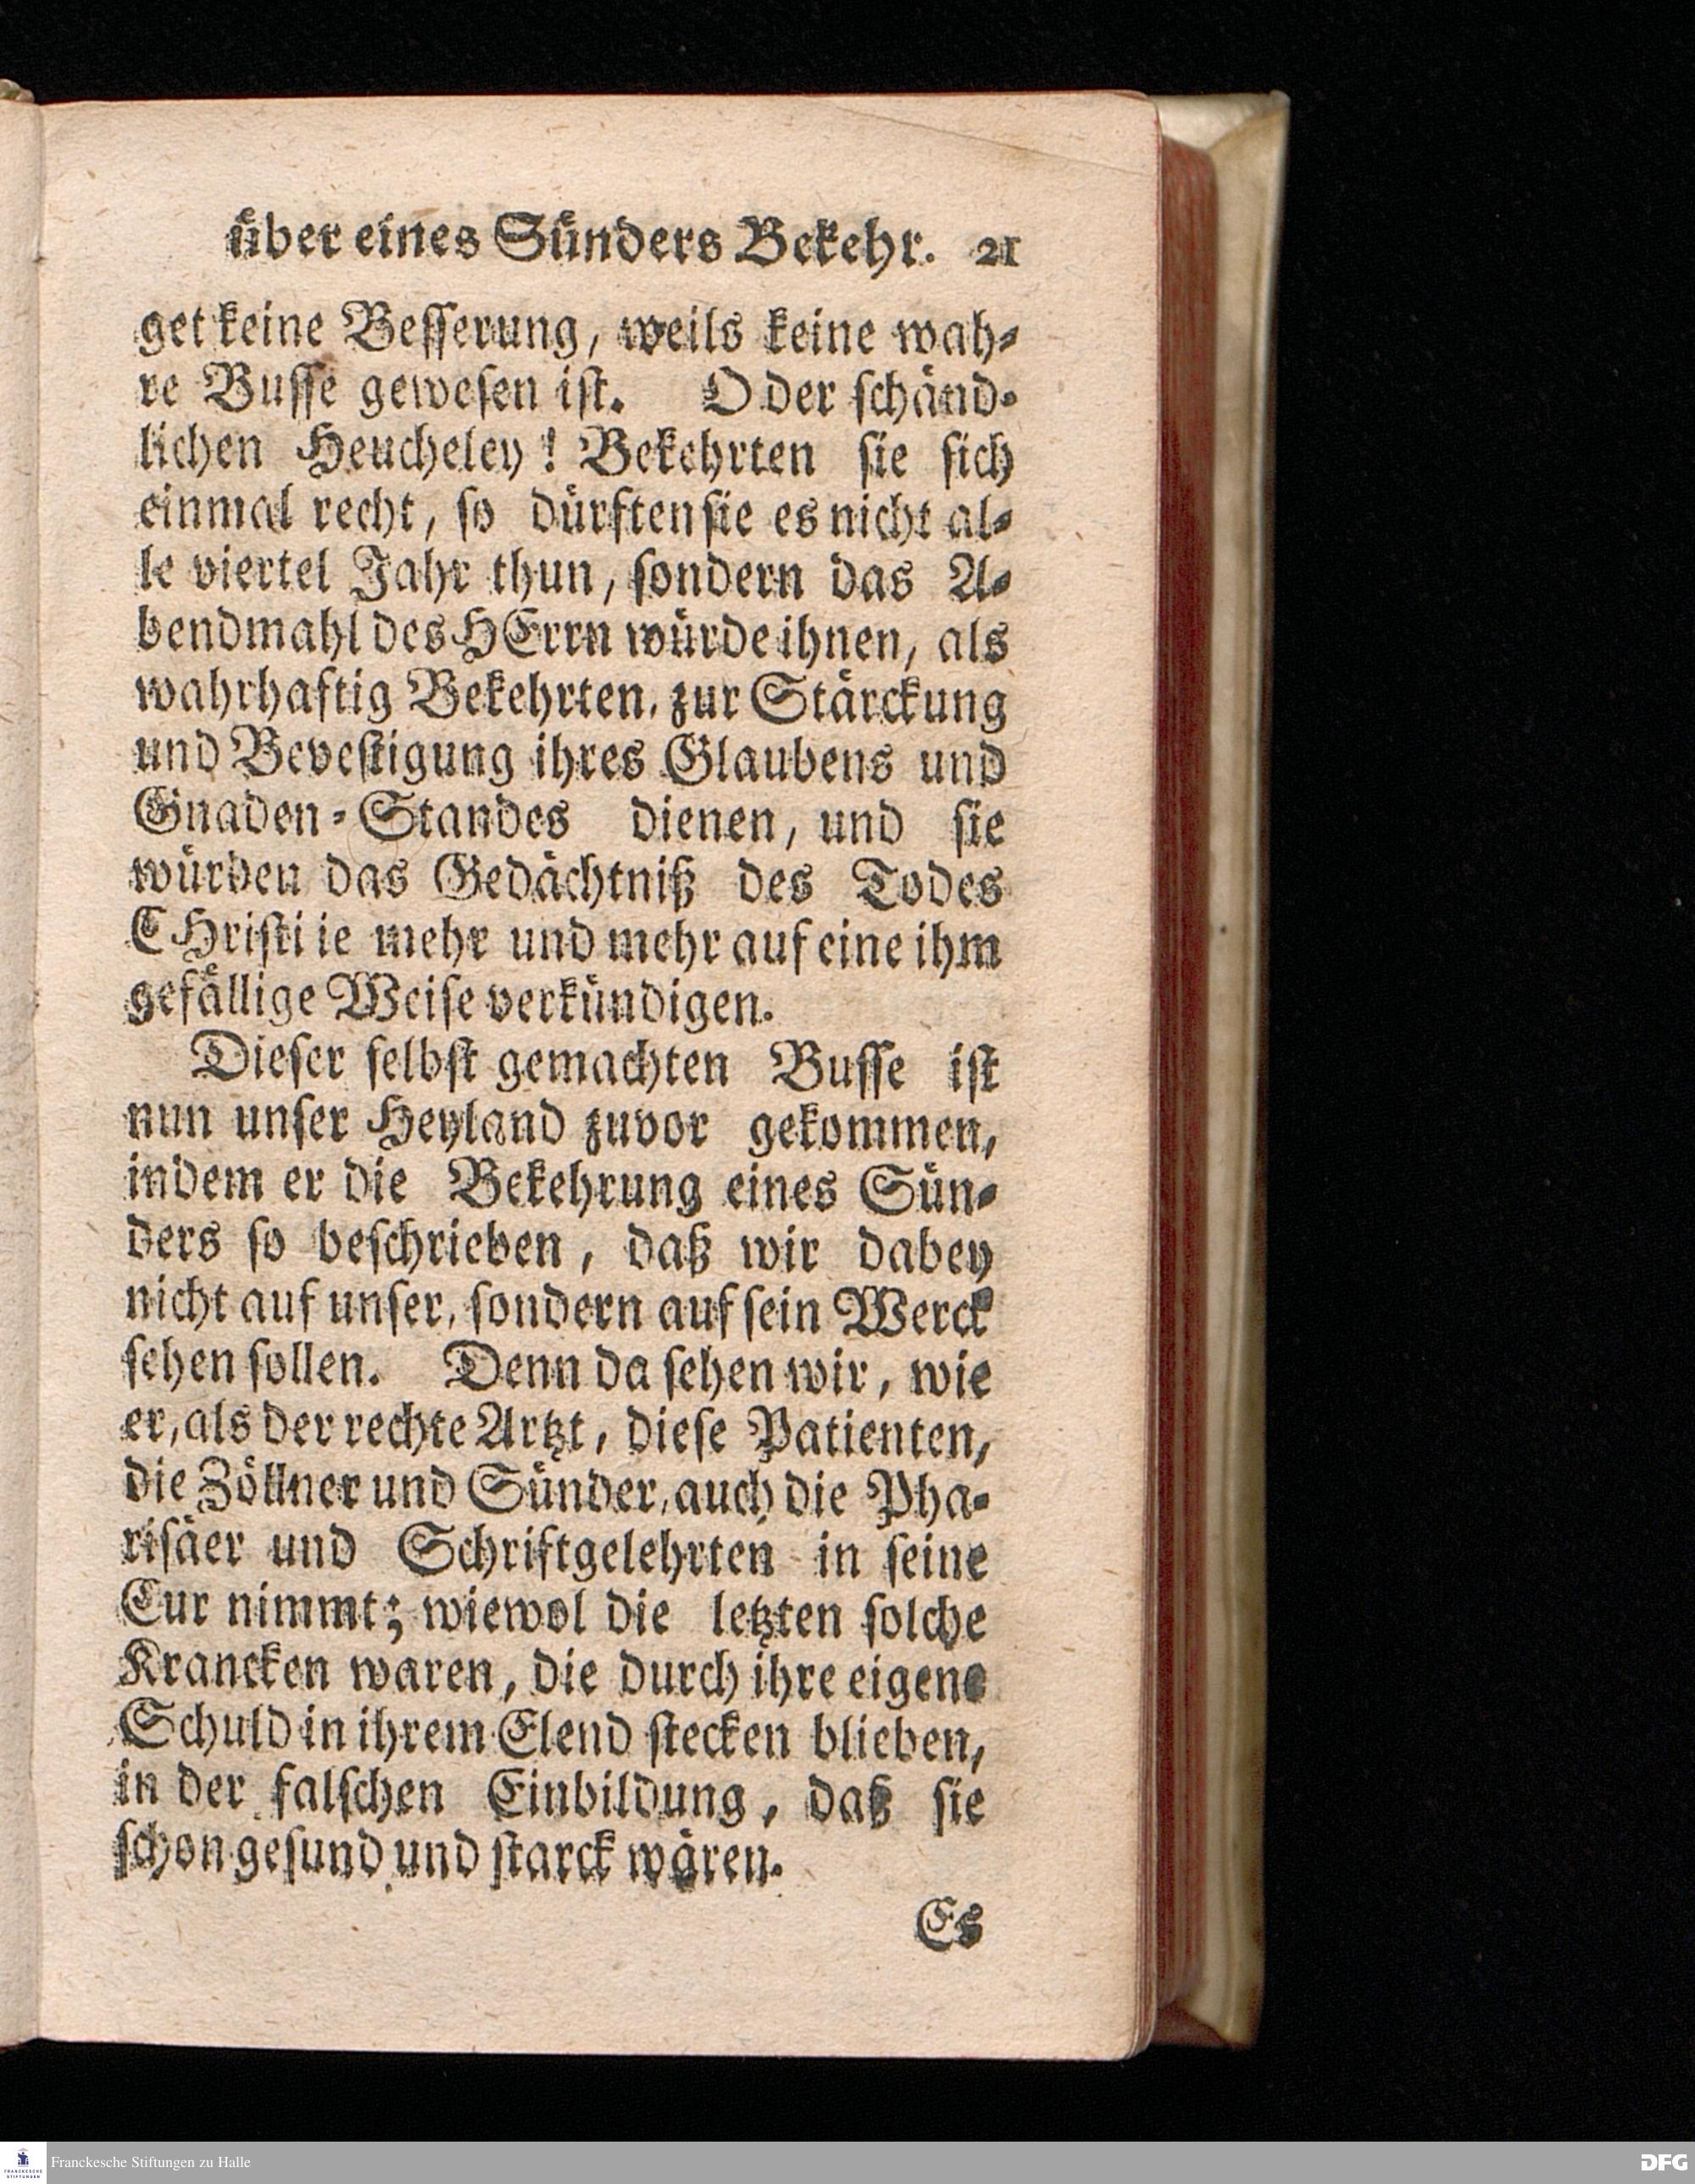 über eines Sünders Bekehr. 21
get keine Beſſerung, weils keine wah-
re Buſſe geweſen iſt. O der ſchänd-
lichen Heucheley! Bekehrten ſie ſich
einmal recht, ſo dürften ſie es nicht al-
le viertel Jahr thun, ſondern das A-
bendmahl des HErrn würde ihnen, als
wahrhaftig Bekehrten, zur Stärckung
und Beveſtigung ihres Glaubens und
Gnaden-Standes dienen, und ſie
würden das Gedächtniß des Todes
CHriſti ie mehr und mehr auf eine ihm
gefällige Weiſe verkündigen.
Dieſer ſelbſt gemachten Buſſe iſt
nun unſer Heyland zuvor gekommen,
indem er die Bekehrung eines Sün-
ders ſo beſchrieben, daß wir dabey
nicht auf unſer, ſondern auf ſein Werck
ſehen ſollen. Denn da ſehen wir, wie
er, als der rechte Artzt, dieſe Patienten,
die Zöllner und Sünder, auch die Pha-
riſäer und Schriftgelehrten in ſeine
Cur nimmt; wiewol die letzten ſolche
Krancken waren, die durch ihre eigene
Schuld in ihrem Elend ſtecken blieben,
in der falſchen Einbildung, daß ſie
ſchon geſund und ſtarck wären.
Es
FRANCKESCHE
STIFTUNGEN
Franckesche Stiftungen zu Halle
DFG